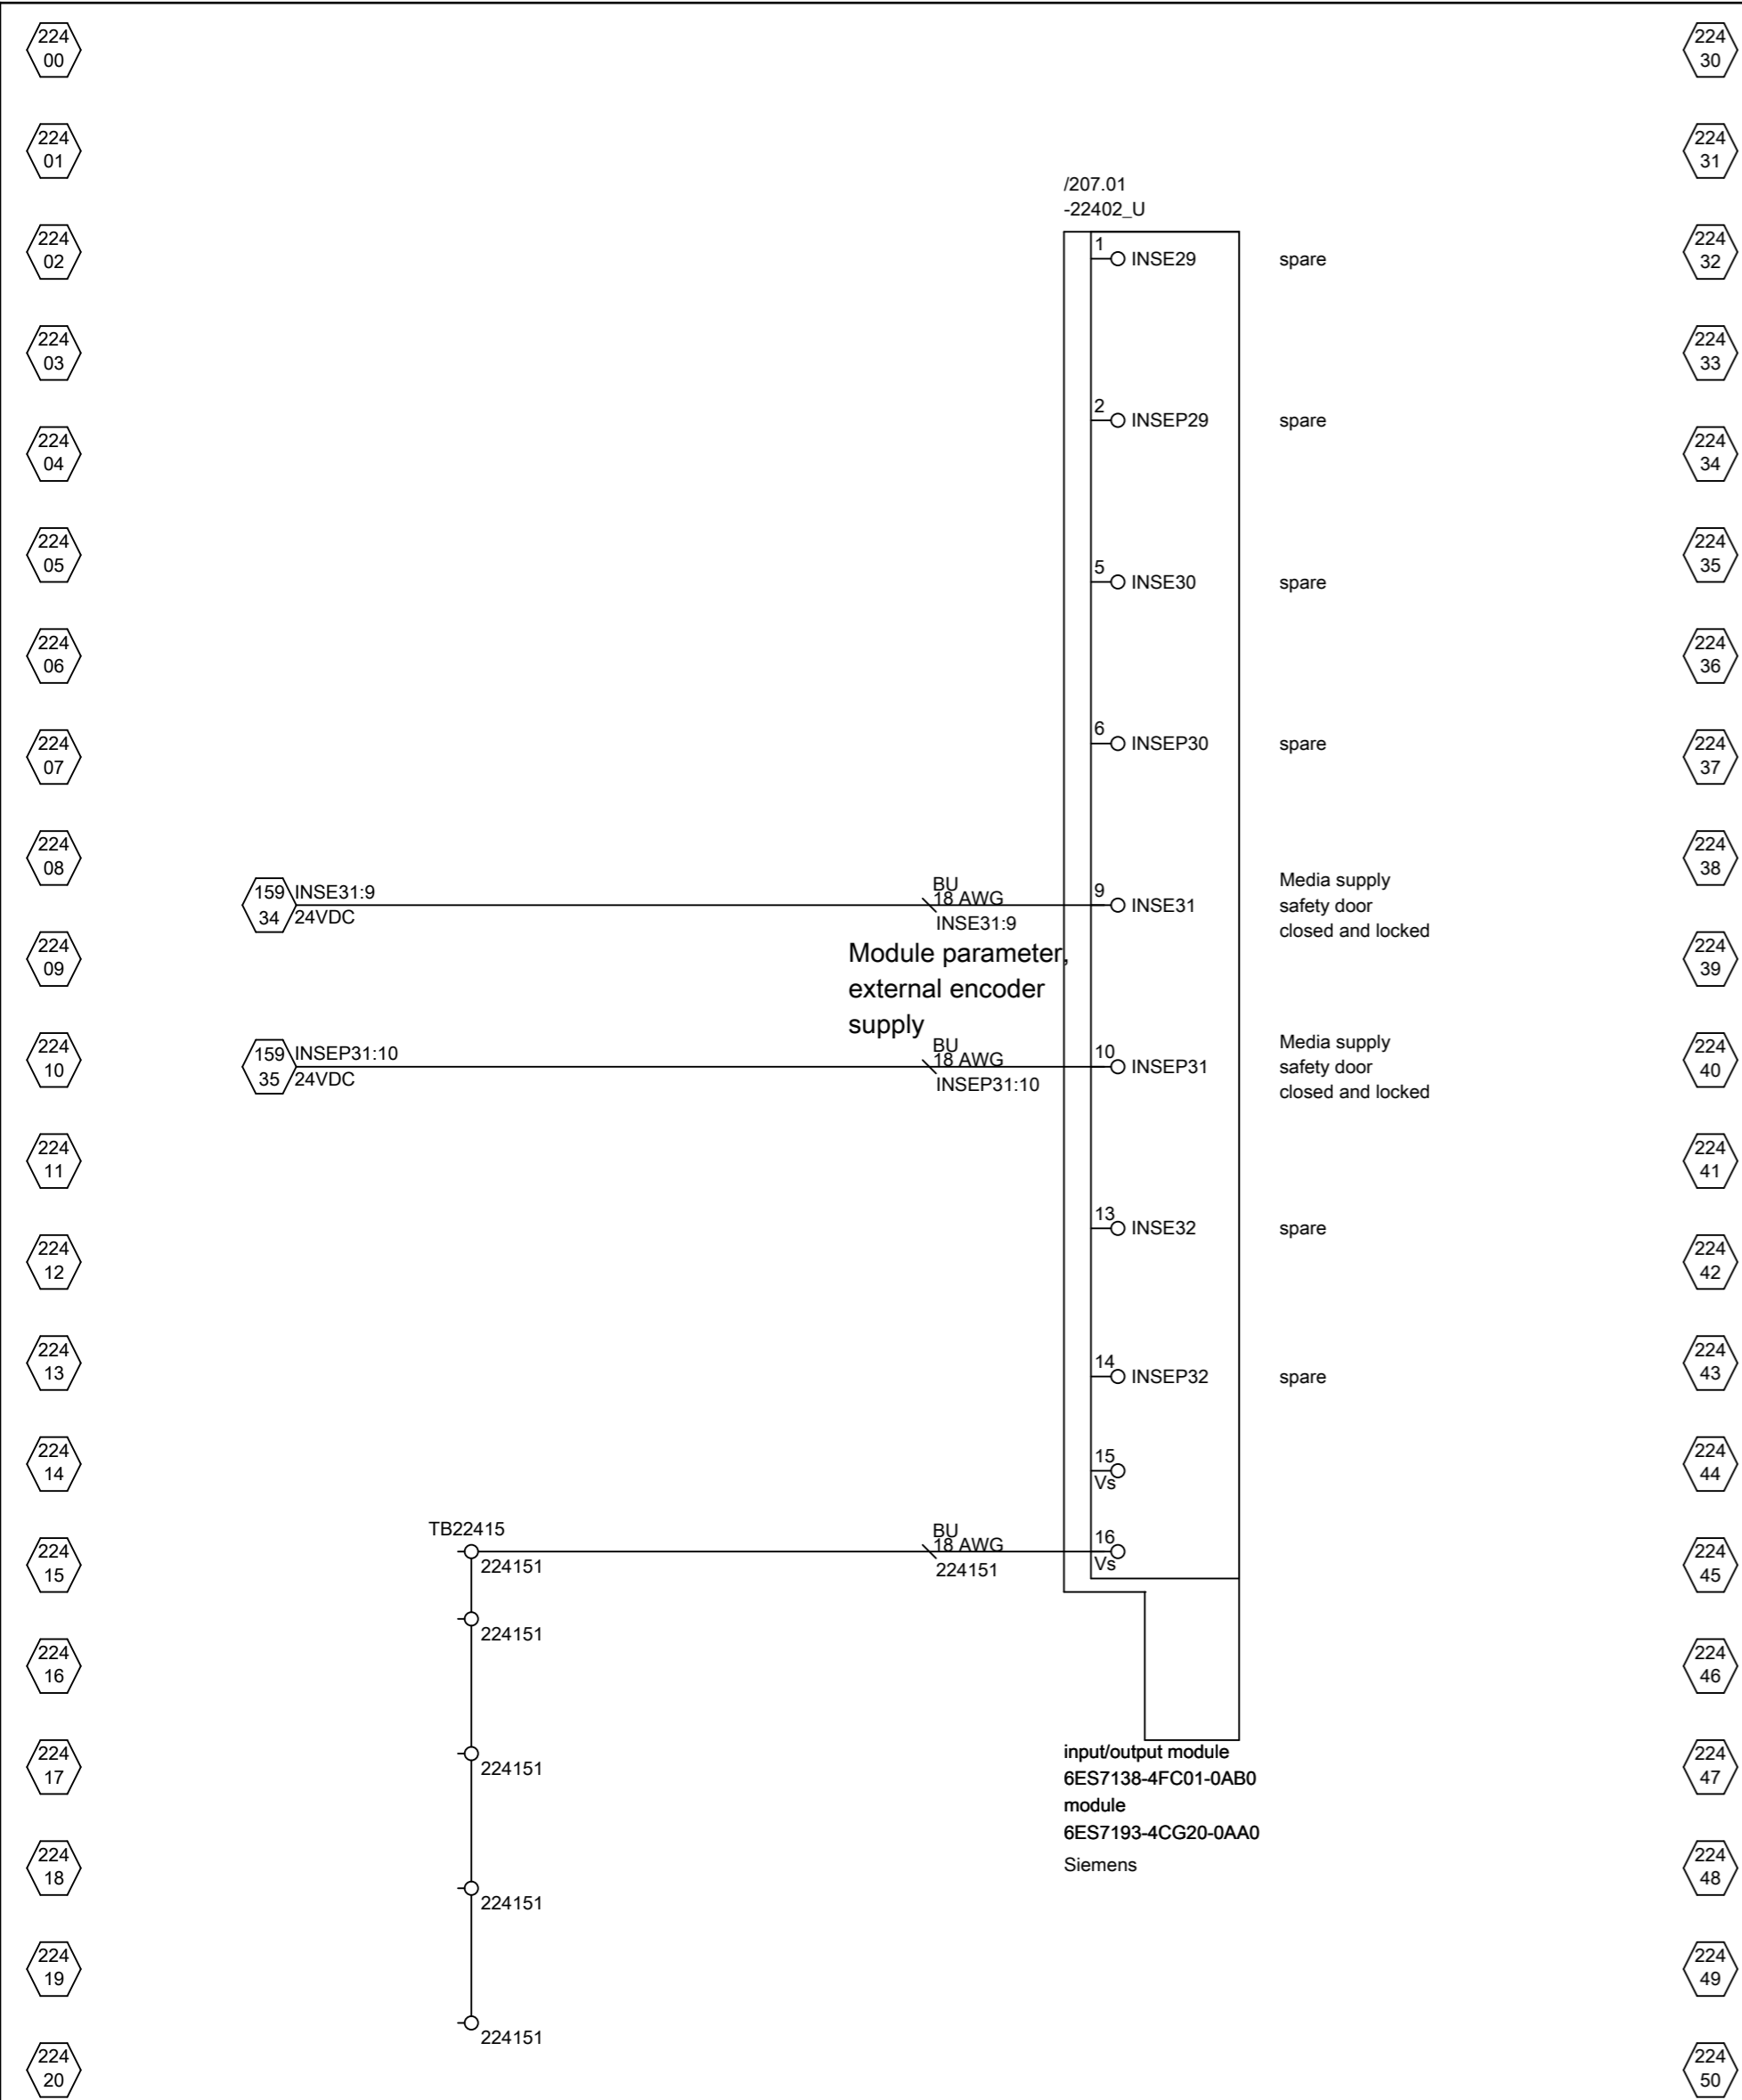 224
00
224
30
224
01
224
31
/207.01
-22402_U
224
02
1
INSE29
spare
224
32
224
03
224
33
2
INSEP29
spare
224
04
224
34
224
05
5
INSE30
spare
224
35
224
06
224
36
224
07
6
INSEP30
spare
224
37
224
08
224
38
159
34
INSE31:9
24VDC
BU
18 AWG
INSE31:9
9
INSE31
Media supply
safety door
closed and locked
Module parameter,
external encoder
supply
224
09
224
39
224
10
159
35
INSEP31:10
24VDC
BU
18 AWG
INSEP31:10
10
INSEP31
Media supply
safety door
closed and locked
224
40
224
11
224
41
13
INSE32
spare
224
12
224
42
224
13
14
INSEP32
spare
224
43
224
14
15
Vs
224
44
TB22415
224151
BU
18 AWG
224151
16
Vs
224
15
224
45
224151
224
16
224
46
224
17
224151
input/output module
6ES7138-4FC01-0AB0
module
6ES7193-4CG20-0AA0
Siemens
224
47
224
18
224151
224
48
224
19
224
49
224151
224
20
224
50